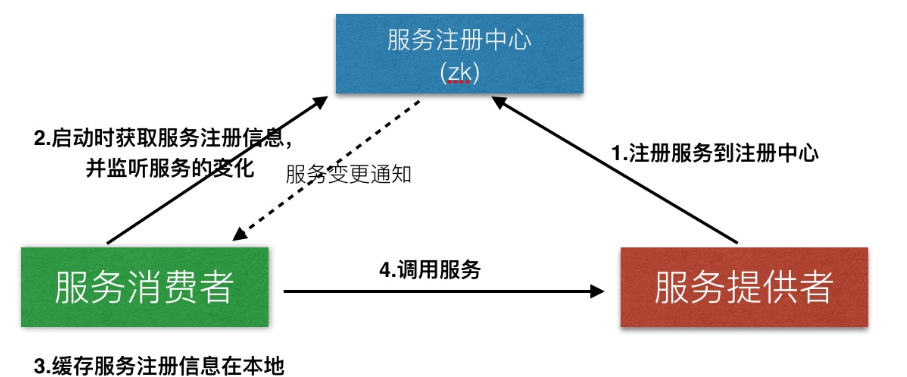 服务注册中心
(zk)
2.启动时获取服务注册信息，
并监听服务的变化
1.注册服务到注册中心
服务变更通知
服务消费者
4.调用服务
服务提供者
3.缓存服务注册信息在本地